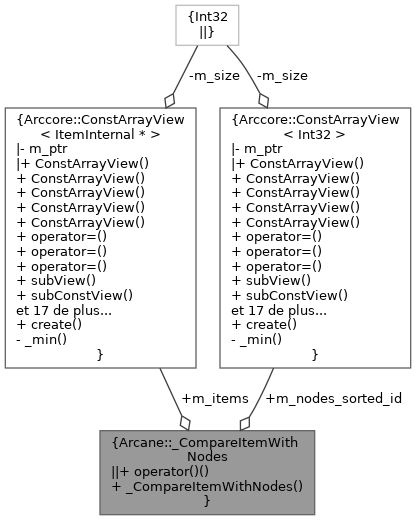 {Int32
||}
-m_size
-m_size
{Arccore::ConstArrayView
< ItemInternal * >
|- m_ptr
|+ ConstArrayView()
+ ConstArrayView()
+ ConstArrayView()
+ ConstArrayView()
+ ConstArrayView()
+ operator=()
+ operator=()
+ operator=()
+ subView()
+ subConstView()
et 17 de plus...
+ create()
- _min()
}
{Arccore::ConstArrayView
< Int32 >
|- m_ptr
|+ ConstArrayView()
+ ConstArrayView()
+ ConstArrayView()
+ ConstArrayView()
+ ConstArrayView()
+ operator=()
+ operator=()
+ operator=()
+ subView()
+ subConstView()
et 17 de plus...
+ create()
- _min()
}
+m_items
+m_nodes_sorted_id
{Arcane::_CompareItemWith
Nodes
||+ operator()()
+ _CompareItemWithNodes()
}